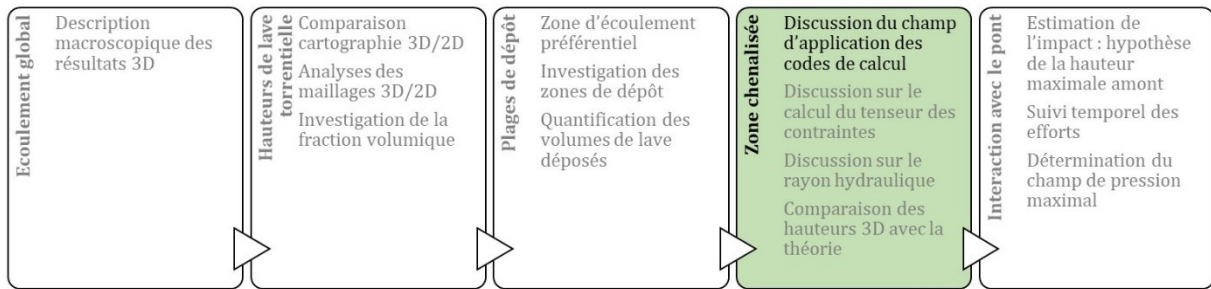 Ecoulement global
Description
macroscopique des
résultats 3D
Hauteurs de lave
torrentielle
Comparaison
cartographie 3D/2D
Analyses des
maillages 3D/2D
Investigation de la
fraction volumique
Plages de dépôt
Zone d’écoulement
préférentiel
Investigation des
zones de dépôt
Quantification des
volumes de lave
déposés
Zone chenalisée
Discussion du champ
d’application des
codes de calcul
Discussion sur le
calcul du tenseur des
contraintes
Discussion sur le
rayon hydraulique
Comparaison des
hauteurs 3D avec la
théorie
Interaction avec le pont
Estimation de
l’impact : hypothèse
de la hauteur
maximale amont
Suivi temporel des
efforts
Détermination du
champ de pression
maximal